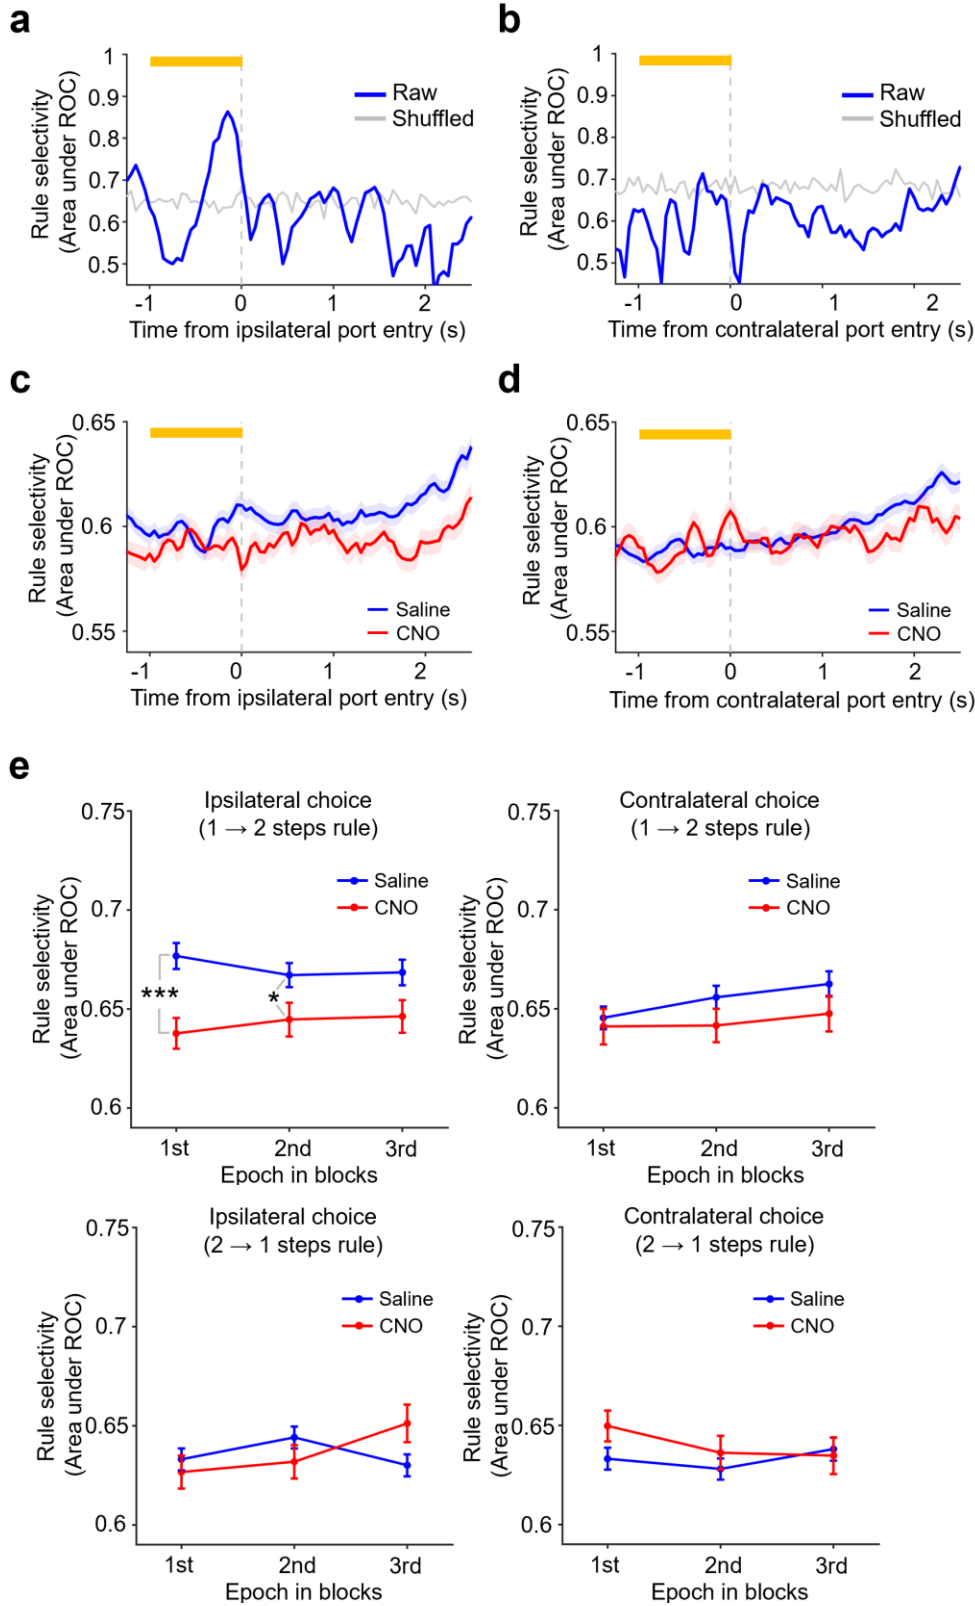 a
1
0.9
0.8
0.7
0.6
0.5
Rule selectivity
(Area under ROC)
Raw
Shuffled
-1
0
1
2
Time from ipsilateral port entry (s)
b
1
0.9
0.8
0.7
0.6
0.5
Rule selectivity
(Area under ROC)
Raw
Shuffled
-1
0
1
2
Time from contralateral port entry (s)
c
0.65
0.6
0.55
Rule selectivity
(Area under ROC)
Saline
CNO
-1
0
1
2
Time from ipsilateral port entry (s)
d
0.65
0.6
0.55
Rule selectivity
(Area under ROC)
Saline
CNO
-1
0
1
2
Time from contralateral port entry (s)
e
Ipsilateral choice
(1 → 2 steps rule)
0.75
0.7
0.65
0.6
Rule selectivity
(Area under ROC)
Saline
CNO
***
*
1st
2nd
3rd
Epoch in blocks
Contralateral choice
(1 → 2 steps rule)
0.75
0.7
0.65
0.6
Rule selectivity
(Area under ROC)
Saline
CNO
1st
2nd
3rd
Epoch in blocks
Ipsilateral choice
(2 → 1 steps rule)
0.75
0.7
0.65
0.6
Rule selectivity
(Area under ROC)
Saline
CNO
1st
2nd
3rd
Epoch in blocks
Contralateral choice
(2 → 1 steps rule)
0.75
0.7
0.65
0.6
Rule selectivity
(Area under ROC)
Saline
CNO
1st
2nd
3rd
Epoch in blocks